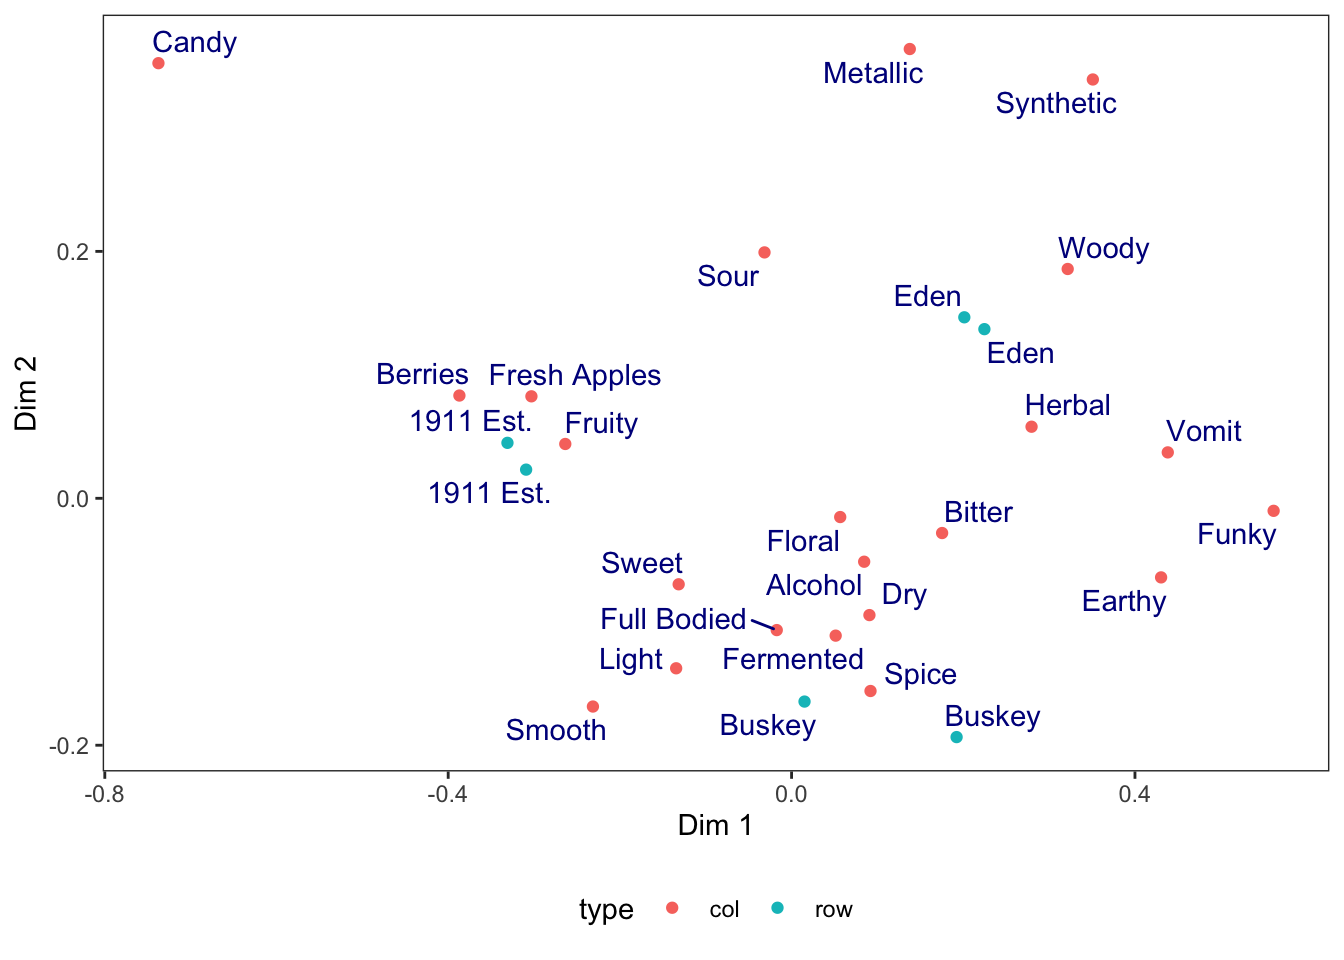 Candy
Metallic
Synthetic
Woody
Sour
Eden
Eden
Berries
Fresh Apples
Herbal
1911 Est.
Fruity
Vomit
1911 Est.
Bitter
Funky
Floral
Sweet
Alcohol
Dry
Earthy
Full Bodied
Light
Fermented
Spice
Smooth
Buskey
Buskey
0.2
0.0
-0.2
Dim 2
-0.8
-0.4
0.0
0.4
Dim 1
type
col
row